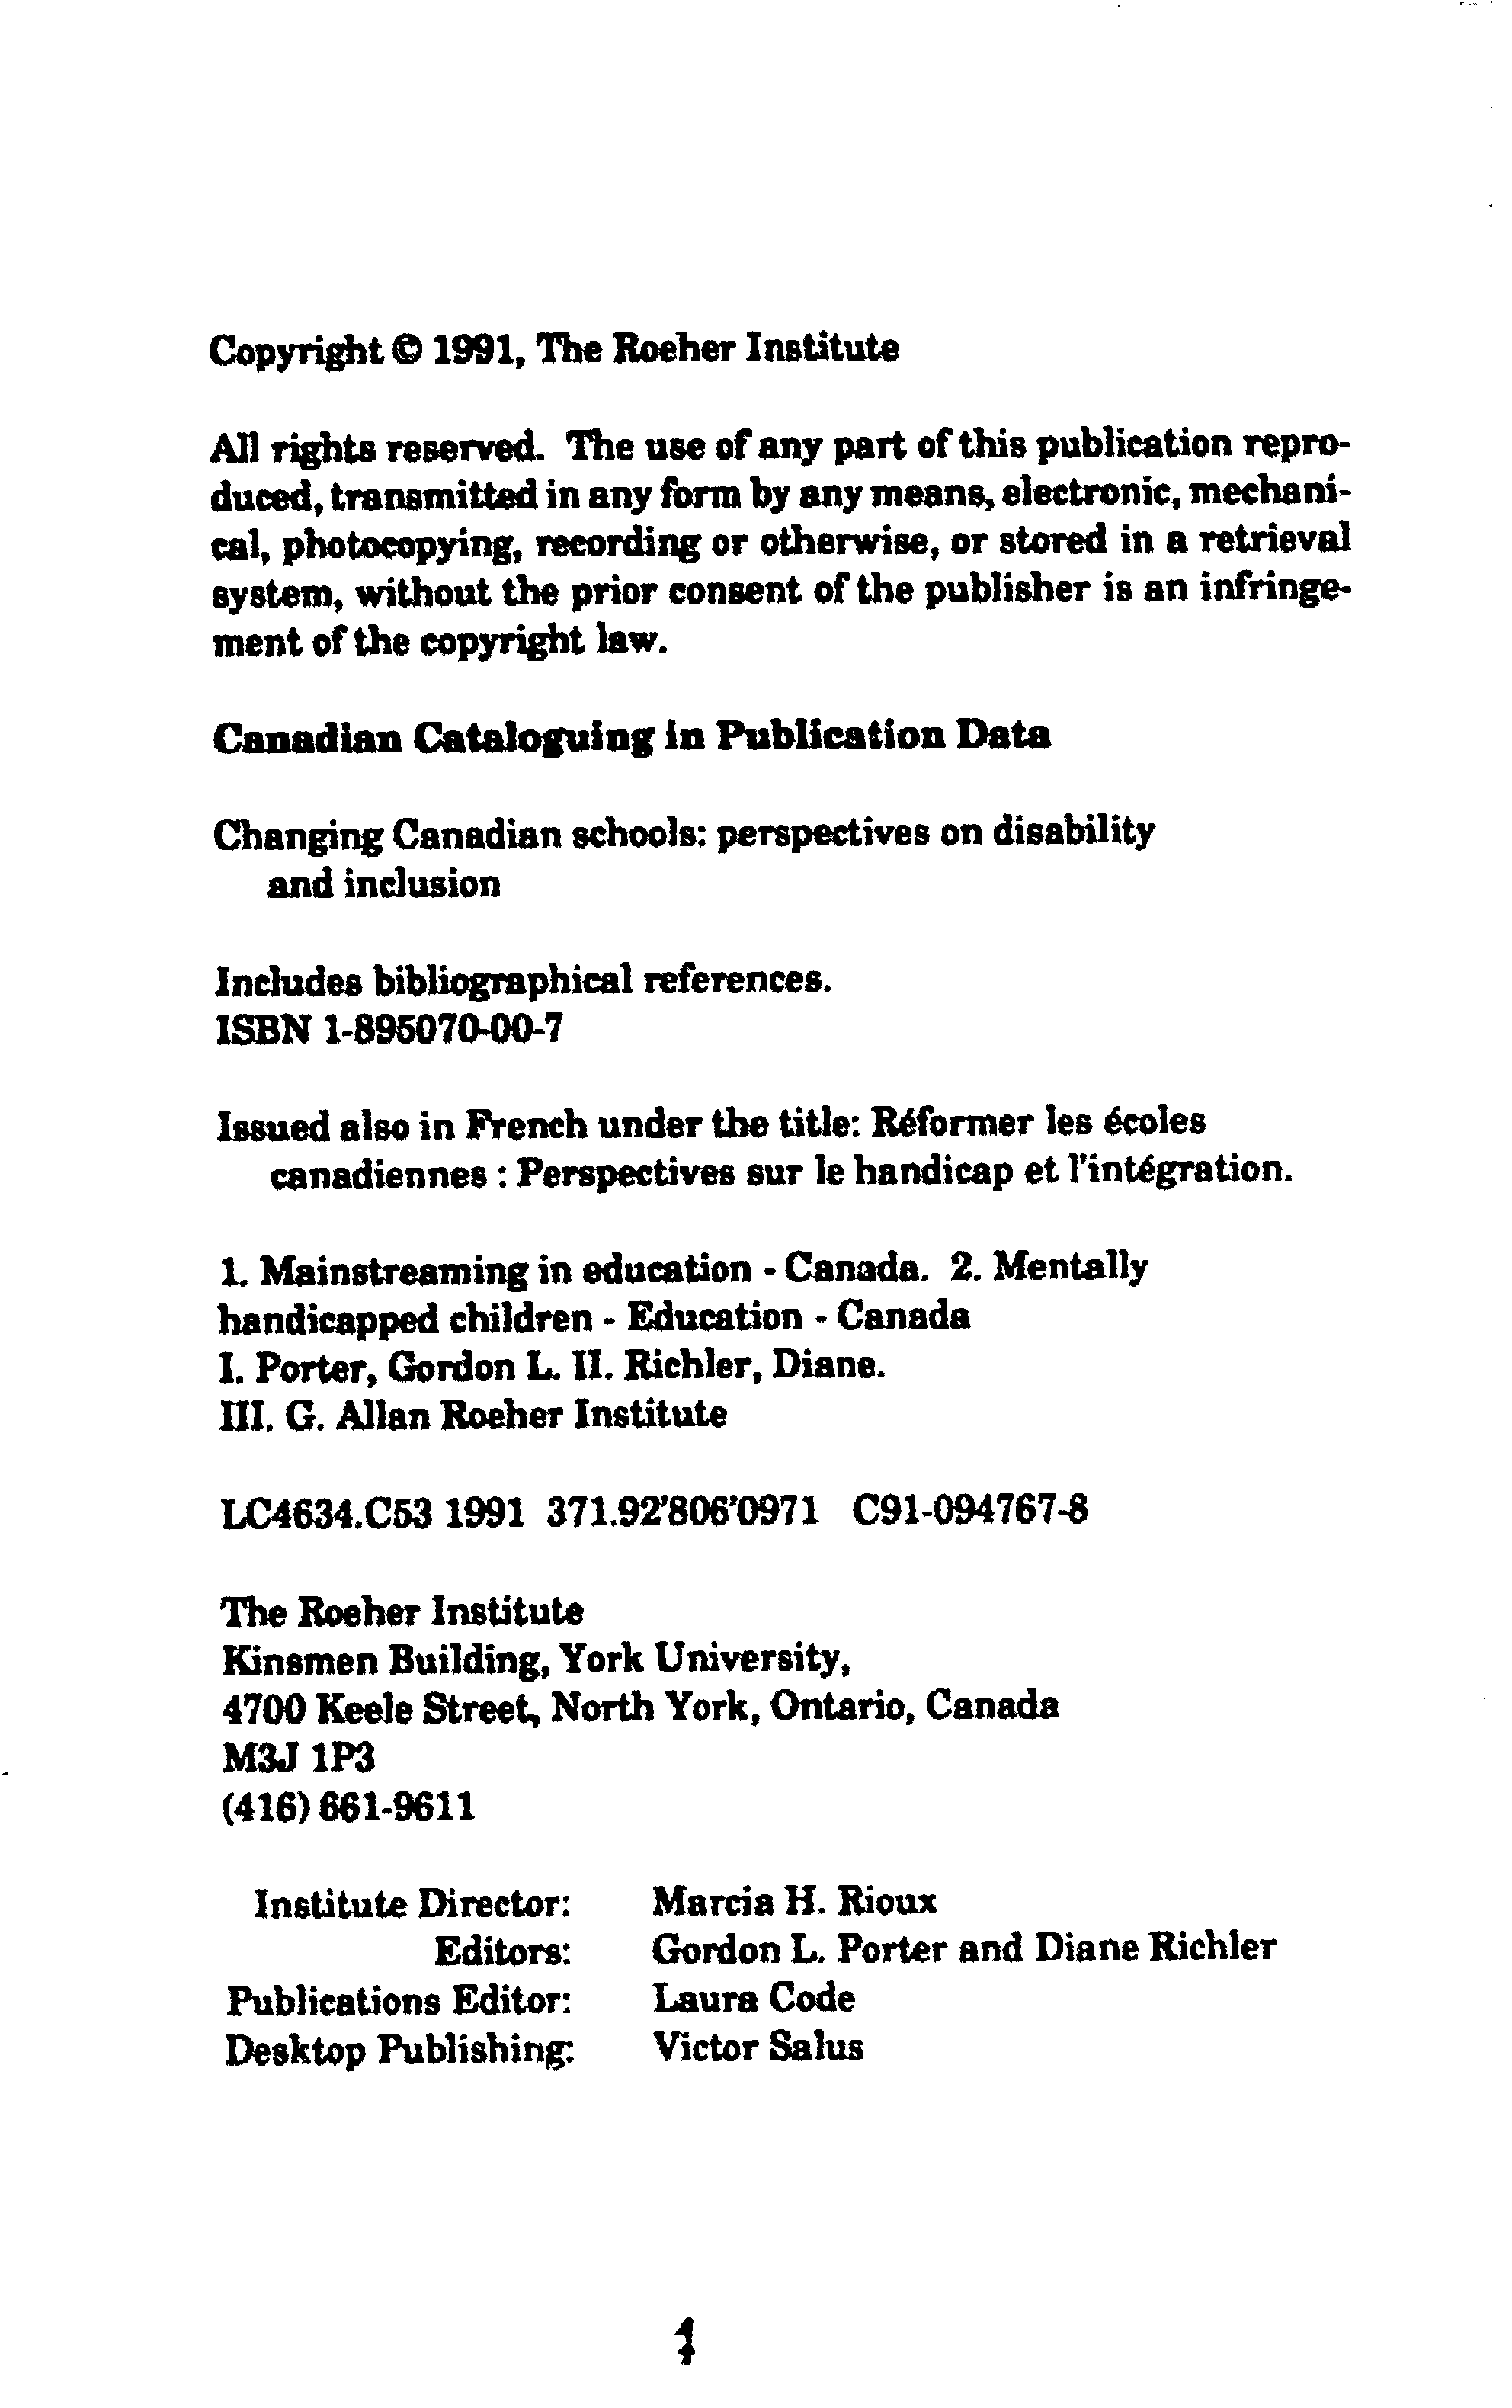 Copyright © 1991, The Roeher Institute
All rights reserved. The use of any part of this publication repro-
duced, transmitted in any form by any means, electronic, mechani-
cal, photocopying, recording or otherwise, or stored in a retrieval
system, without the prior consent of the publisher is an infringe-
ment of the copyright law.
Canadian Cataloguing in Publication Data
Changing Canadian schools: perspectives on disability
and inclusion
Includes bibliographical references.
ISBN 1-895070-00-7
Issued also in French under the title: Réformer les écoles
canadiennes : Perspectives sur le handicap et l'intégration.
1. Mainstreaming in education - Canada. 2. Mentally
handicapped children - Education - Canada
I. Porter, Gordon L. II. Richler, Diane.
III. G. Allan Roeher Institute
LC4634.C53 1991 371.92'806'0971 C91-094767-8
The Roeher Institute
Kinsmen Building, York University,
4700 Keele Street, North York, Ontario, Canada
M3J 1P3
(416) 661-9611
Institute Director: Marcia H. Rioux
Editors: Gordon L. Porter and Diane Richler
Publications Editor: Laura Code
Desktop Publishing: Victor Salus